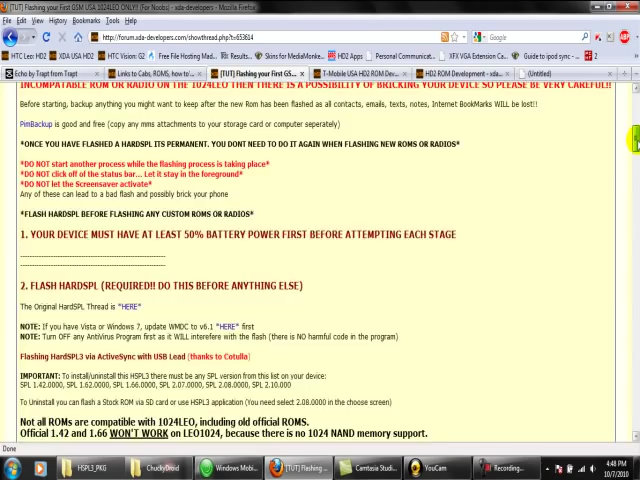 [TUT] Flashing your First GSM USA 1024LEO ONLY!! (For Noobs) - xda-developers - Mozilla Firefox
File Edit View History Bookmarks Tools Help
http://forum.xda-developers.com/showthread.php?t=653614
Google
HTC Leo: HD2 XDA USA HD2 HTC Vision: G2 Free File Hosting Mad... Results... Skins for MediaMonke... HD2 Apps Personal Communicat... XFX VGA Extension Ca... Guide to ipod sync -... 2
Echo by Trapt from Trapt Links to Cabs, ROMS, how to... [TUT] Flashing your First GS... T-Mobile USA HD2 ROM Dev... HD2 ROM Development - xda... (Untitled)
INCOMPATABLE ROM OR RADIO ON THE 1024LEO THEN THERE IS A POSSIBILITY OF BRICKING YOUR DEVICE SO PLEASE BE VERY CAREFUL!!
Before starting, backup anything you might want to keep after the new Rom has been flashed as all contacts, emails, texts, notes, Internet BookMarks WILL be lost!!
PimBackup is good and free (copy any mms attachments to your storage card or computer seperately)
*ONCE YOU HAVE FLASHED A HARDSPL ITS PERMANENT. YOU DONT NEED TO DO IT AGAIN WHEN FLASHING NEW ROMS OR RADIOS*
*DO NOT start another process while the flashing process is taking place*
*DO NOT click off of the status bar... Let it stay in the foreground*
*DO NOT let the Screensaver activate*
Any of these can lead to a bad flash and possibly brick your phone
*FLASH HARDSPL BEFORE FLASHING ANY CUSTOM ROMS OR RADIOS*
1. YOUR DEVICE MUST HAVE AT LEAST 50% BATTERY POWER FIRST BEFORE ATTEMPTING EACH STAGE
2. FLASH HARDSPL (REQUIRED!! DO THIS BEFORE ANYTHING ELSE)
The Original HardSPL Thread is *HERE*
NOTE: If you have Vista or Windows 7, update WMDC to v6.1 *HERE* first
NOTE: Turn OFF any AntiVirus Program first as it WILL interefere with the flash (there is NO harmful code in the program)
Flashing HardSPL3 via ActiveSync with USB Lead (thanks to Cotulla)
IMPORTANT: To install/uninstall this HSPL3 there must be any SPL version from this list on your device:
SPL 1.42.0000, SPL 1.62.0000, SPL 1.66.0000, SPL 2.07.0000, SPL 2.08.0000, SPL 2.10.000
To Uninstall you can flash a Stock ROM via SD card or use HSPL3 application (You need select 2.08.0000 in the choose screen)
Not all ROMs are compatible with 1024LEO, including old official ROMS.
Official 1.42 and 1.66 WON'T WORK on LEO1024, because there is no 1024 NAND memory support.
Done
HSPL3_PKG ChuckyDroid Windows Mobi... [TUT] Flashing ... Camtasia Studi... YouCam Recording...
4:48 PM
10/7/2010